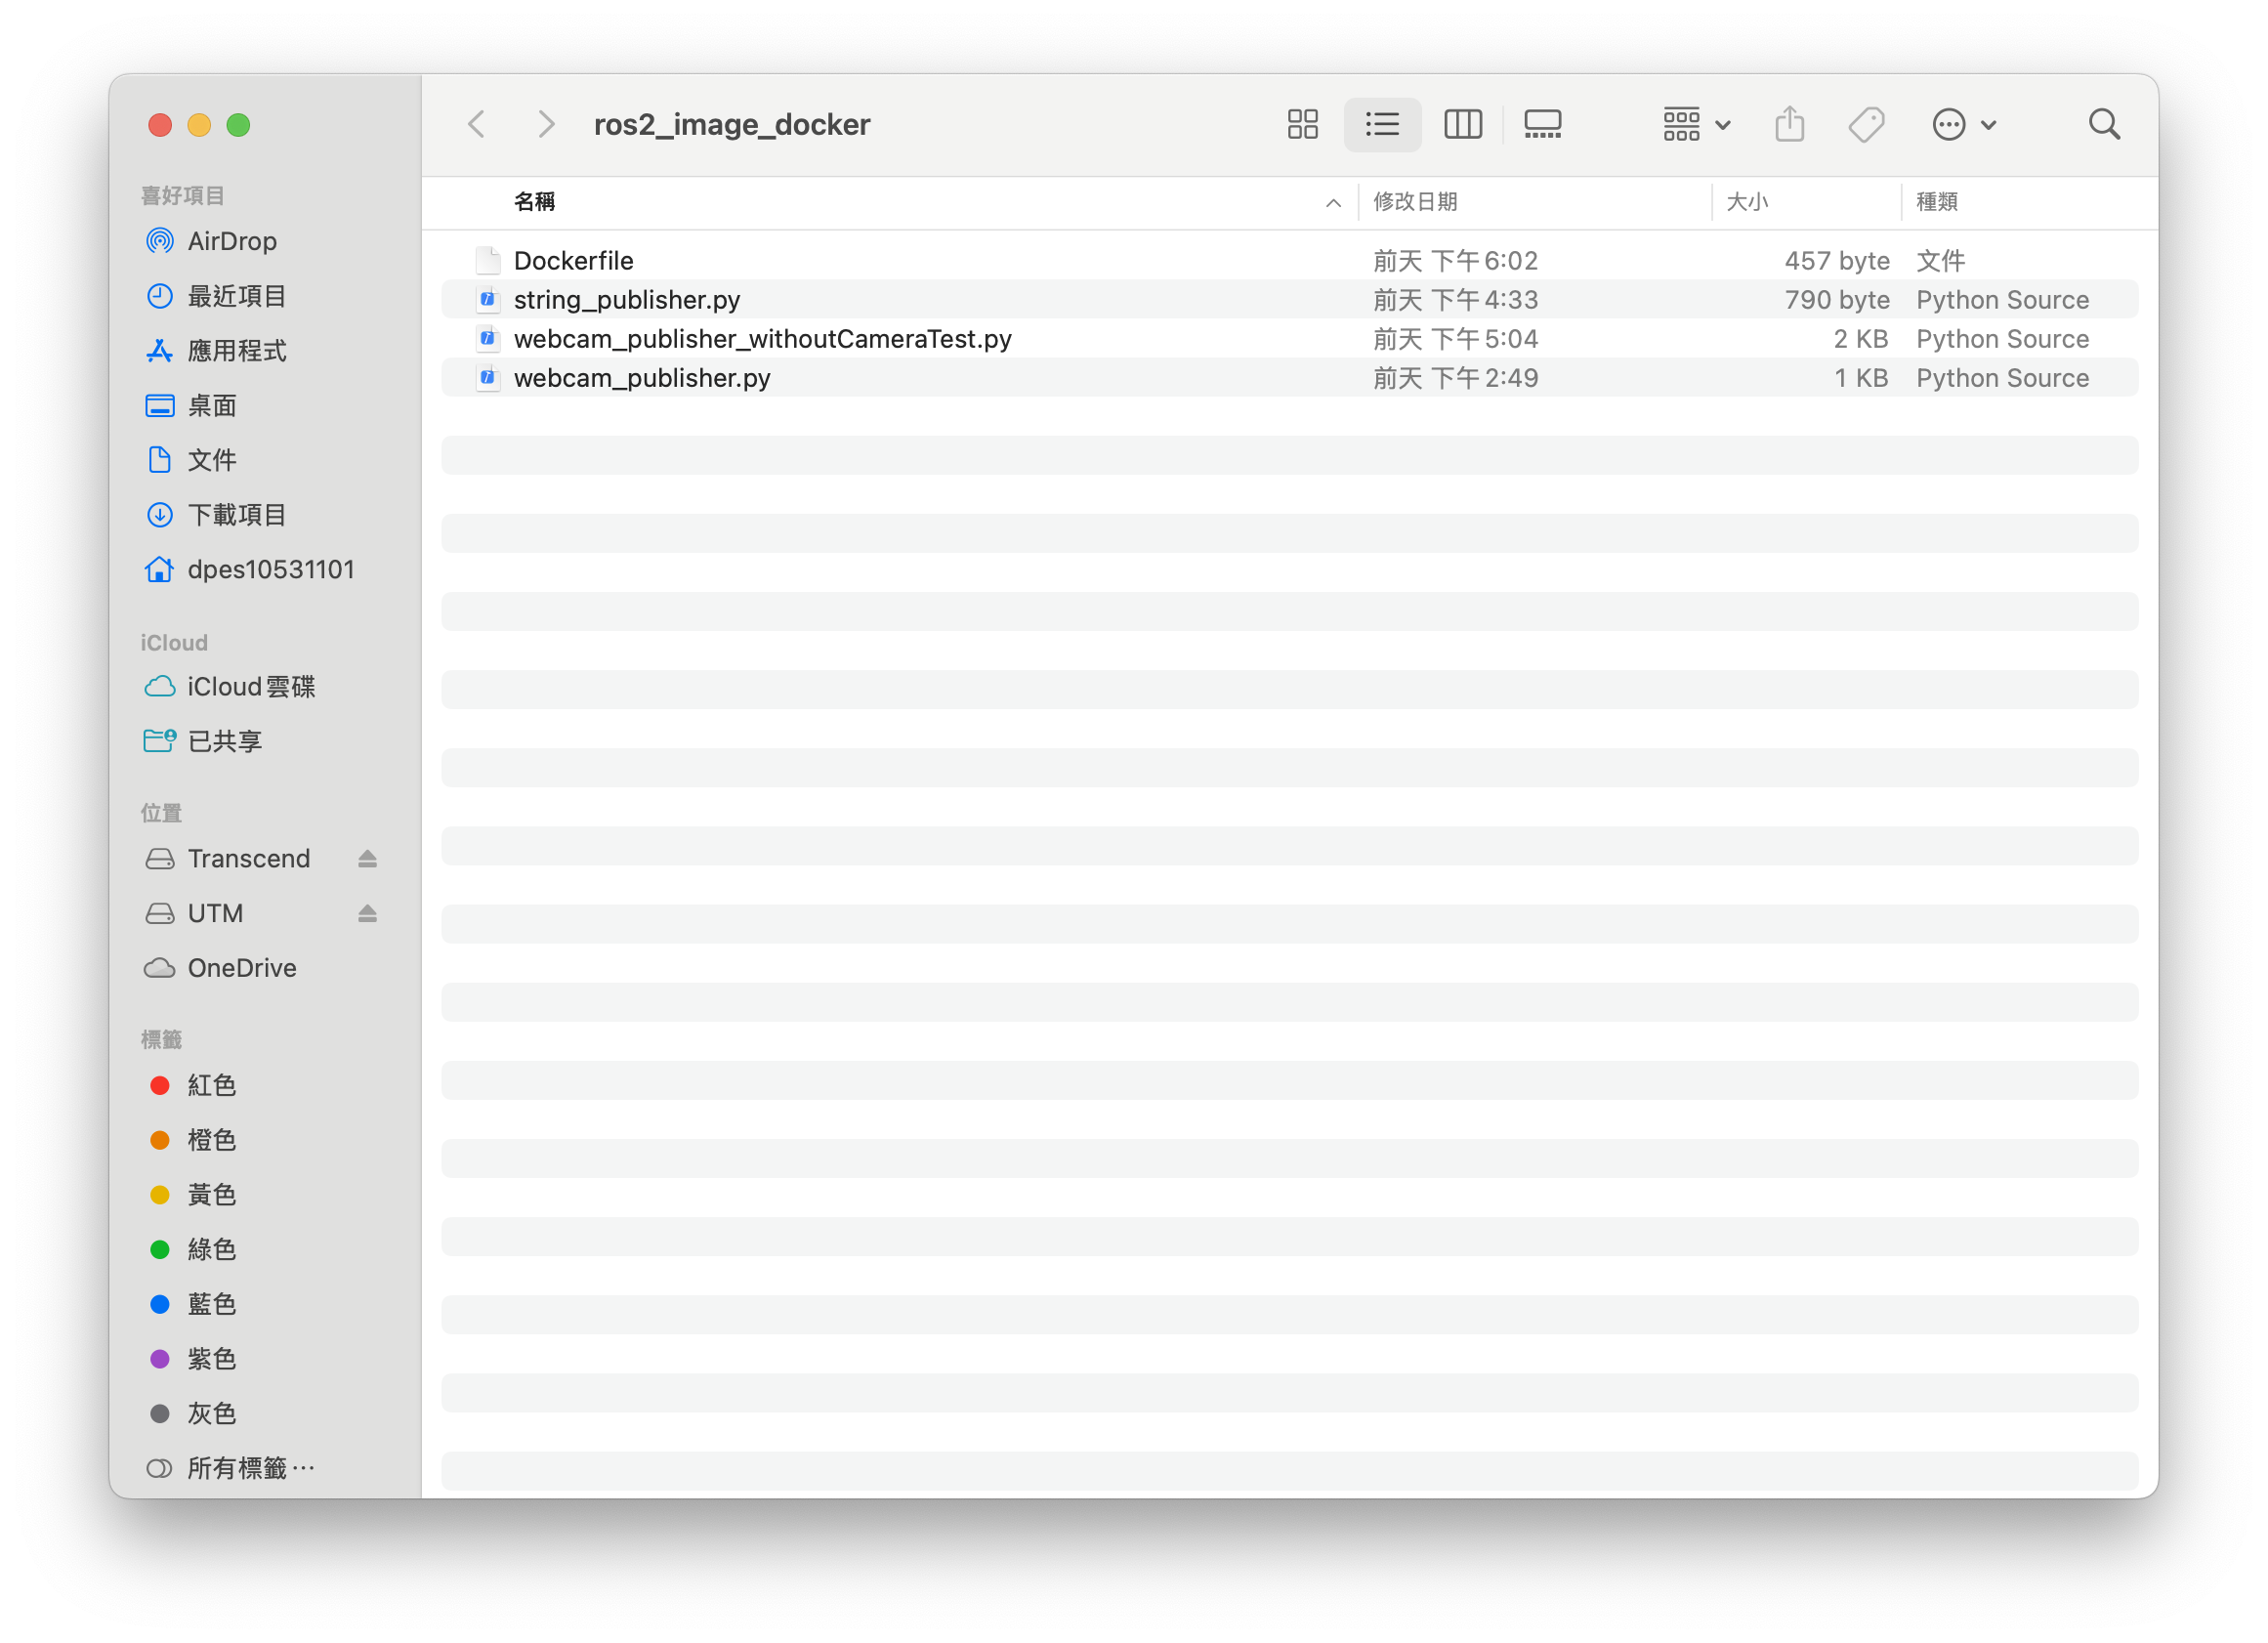 ros2_image_docker
喜好項目
AirDrop
最近項目
應用程式
桌面
文件
下載項目
dpes10531101
iCloud
iCloud雲碟
已共享
位置
Transcend
UTM
OneDrive
標籤
紅色
橙色
黃色
綠色
藍色
紫色
灰色
所有標籤⋯
名稱 修改日期 大小 種類
Dockerfile 前天 下午6:02 457 byte 文件
string_publisher.py 前天 下午4:33 790 byte Python Source
webcam_publisher_withoutCameraTest.py 前天 下午5:04 2 KB Python Source
webcam_publisher.py 前天 下午2:49 1 KB Python Source